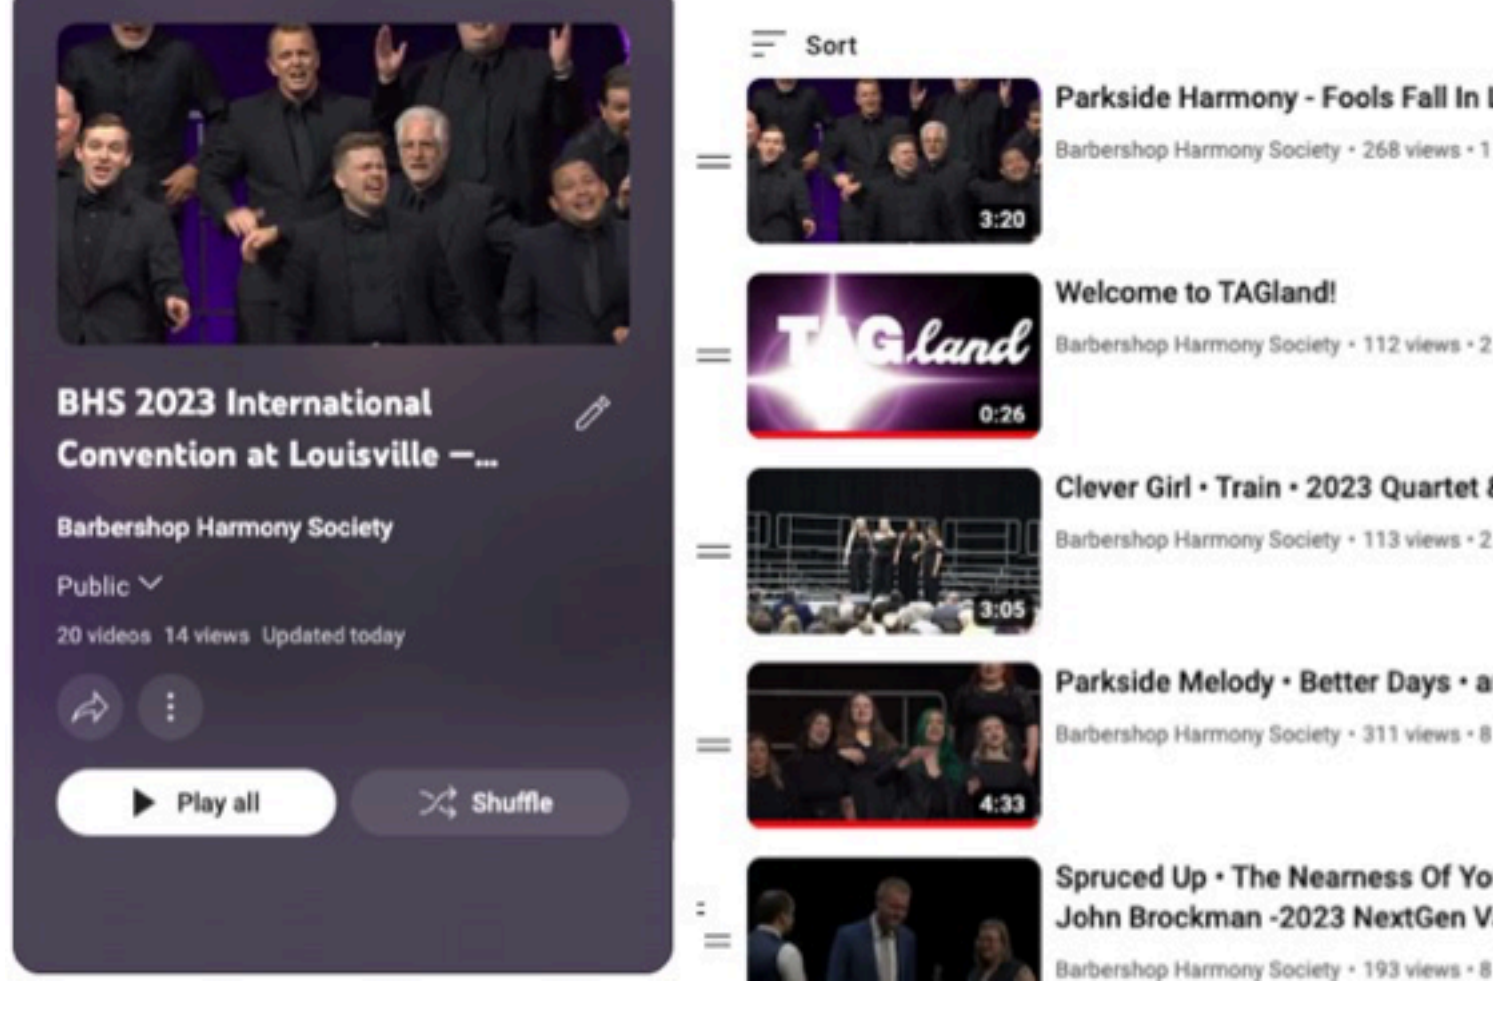 BHS 2023 International
Convention at Louisville —...
Barbershop Harmony Society
Public
20 videos 14 views Updated today
Play all
Shuffle
Sort
Parkside Harmony - Fools Fall In L
Barbershop Harmony Society • 268 views • 1
3:20
Welcome to TAGland!
Barbershop Harmony Society • 112 views • 2
TAG land
0:26
Clever Girl • Train • 2023 Quartet &
Barbershop Harmony Society • 113 views • 2
3:05
Parkside Melody • Better Days • a
Barbershop Harmony Society • 311 views • 8
4:33
Spruced Up • The Nearness Of Yo
John Brockman -2023 NextGen V
Barbershop Harmony Society • 193 views • 8